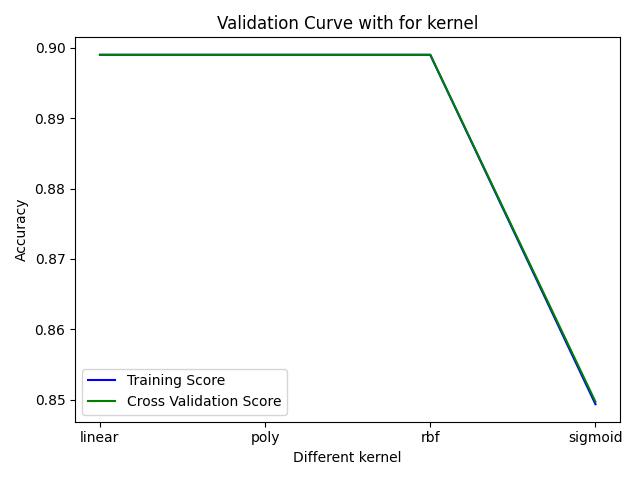 Validation Curve with for kernel
Accuracy
0.90
0.89
0.88
0.87
0.86
0.85
Training Score
Cross Validation Score
linear poly rbf sigmoid
Different kernel